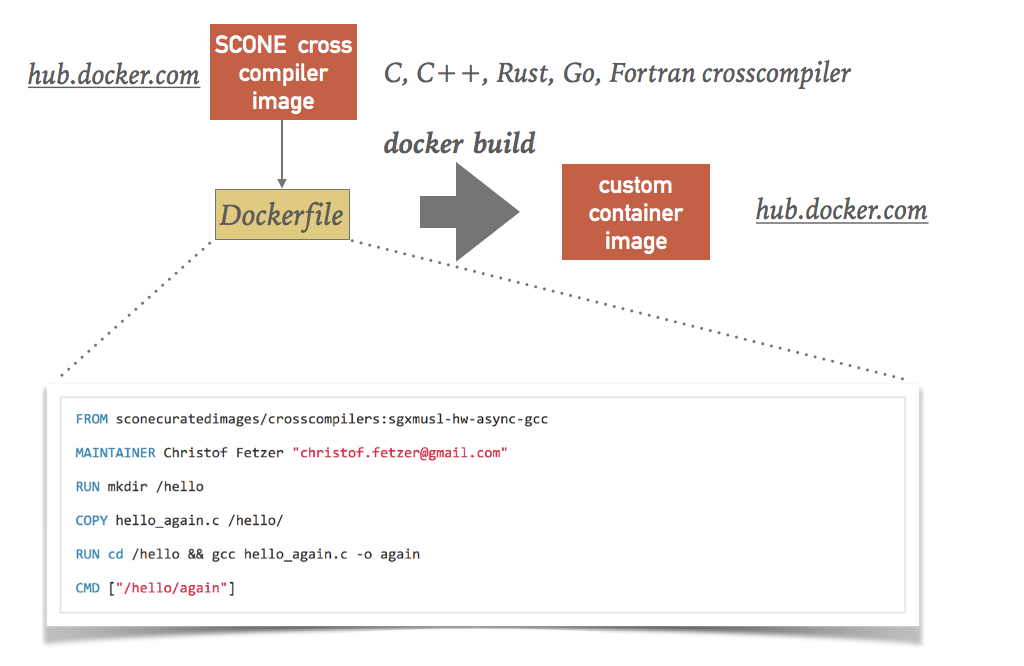 hub.docker.com
SCONE cross
compiler
image
C, C++, Rust, Go, Fortran crosscompiler
docker build
Dockerfile
custom
container
image
hub.docker.com
FROM sconecuratedimages/crosscompilers:sgxmusl-hw-async-gcc
MAINTAINER Christof Fetzer "christof.fetzer@gmail.com"
RUN mkdir /hello
COPY hello_again.c /hello/
RUN cd /hello && gcc hello_again.c -o again
CMD ["/hello/again"]